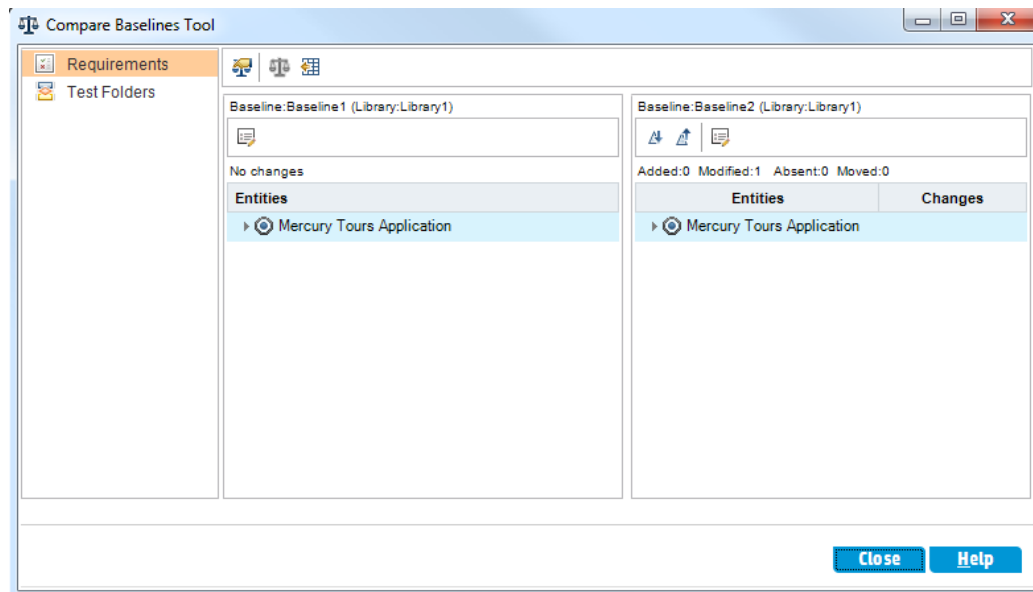 Compare Baselines Tool
Requirements
Test Folders
Baseline:Baseline1 (Library:Library1)
No changes
Entities
Mercury Tours Application
Baseline:Baseline2 (Library:Library1)
Added:0 Modified:1 Absent:0 Moved:0
Entities Changes
Mercury Tours Application
Close Help